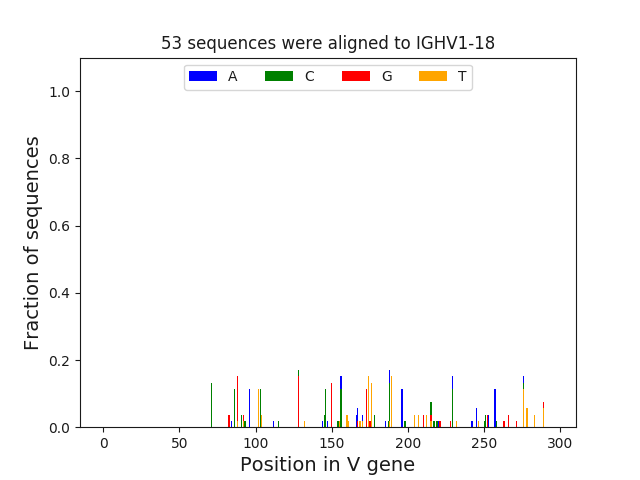 53 sequences were aligned to IGHV1-18
A C G T
1.0
0.8
0.6
0.4
0.2
0.0
Fraction of sequences
0 50 100 150 200 250 300
Position in V gene